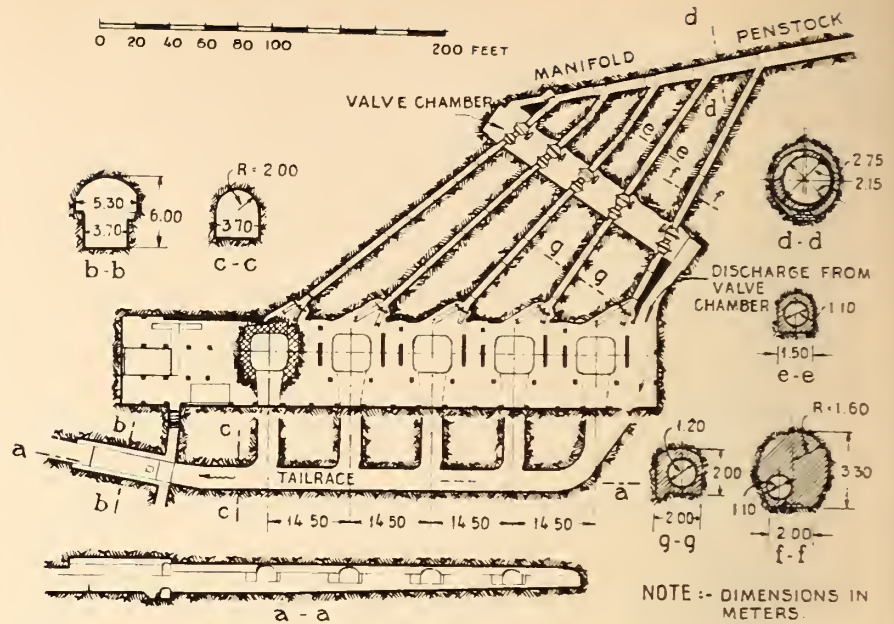 0 20 40 60 80 100 200 FEET
d
PENSTOCK
MANIFOLD
VALVE CHAMBER
d
e
e
f
f
R=2.00
5.30
6.00
3.70
3.70
b-b
c-c
2.75
2.15
d-d
g
g
DISCHARGE FROM
VALVE
CHAMBER
1.10
1.50
e-e
b
c
a
TAILRACE
b
c
a
14.50 14.50 14.50 14.50
1.20
2.00
2.00
g-g
R=1.60
3.30
1.10
2.00
f-f
a-a
NOTE:- DIMENSIONS IN
METERS.